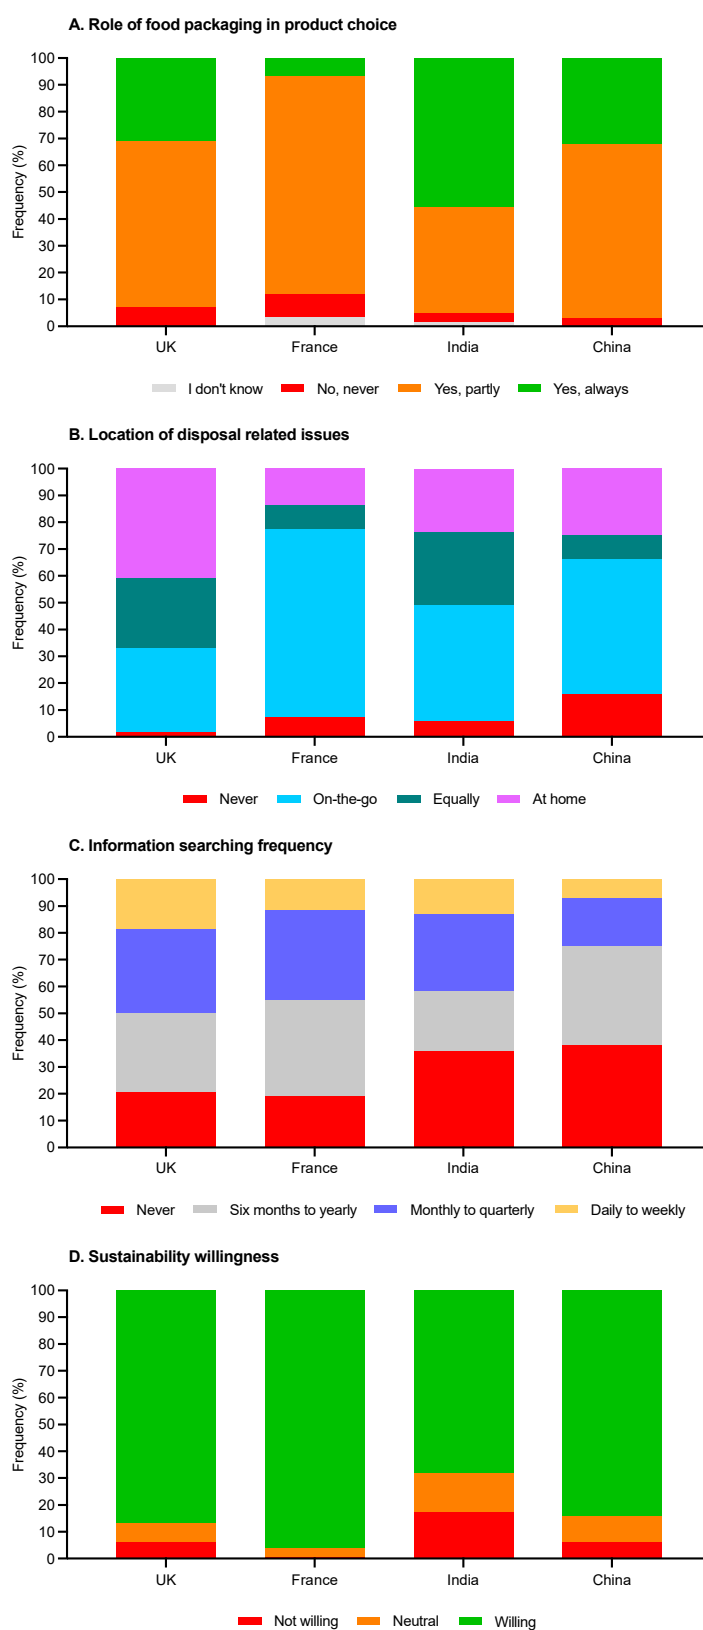 A. Role of food packaging in product choice
100
90
80
70
60
50
40
30
20
10
0
Frequency (%)
UK France India China
I don't know No, never Yes, partly Yes, always
B. Location of disposal related issues
100
90
80
70
60
50
40
30
20
10
0
Frequency (%)
UK France India China
Never On-the-go Equally At home
C. Information searching frequency
100
90
80
70
60
50
40
30
20
10
0
Frequency (%)
UK France India China
Never Six months to yearly Monthly to quarterly Daily to weekly
D. Sustainability willingness
100
90
80
70
60
50
40
30
20
10
0
Frequency (%)
UK France India China
Not willing Neutral Willing